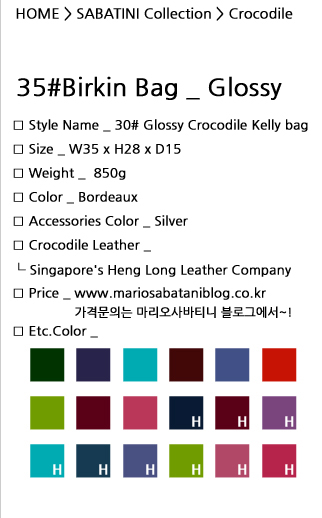 HOME > SABATINI Collection > Crocodile
35#Birkin Bag _ Glossy
□ Style Name _ 30# Glossy Crocodile Kelly bag
□ Size _ W35 x H28 x D15
□ Weight _ 850g
□ Color _ Bordeaux
□ Accessories Color _ Silver
□ Crocodile Leather _
└ Singapore's Heng Long Leather Company
□ Price _ www.mariosabataniblog.co.kr
가격문의는 마리오사바티니 블로그에서~!
□ Etc.Color _
H H H
H H H H H H